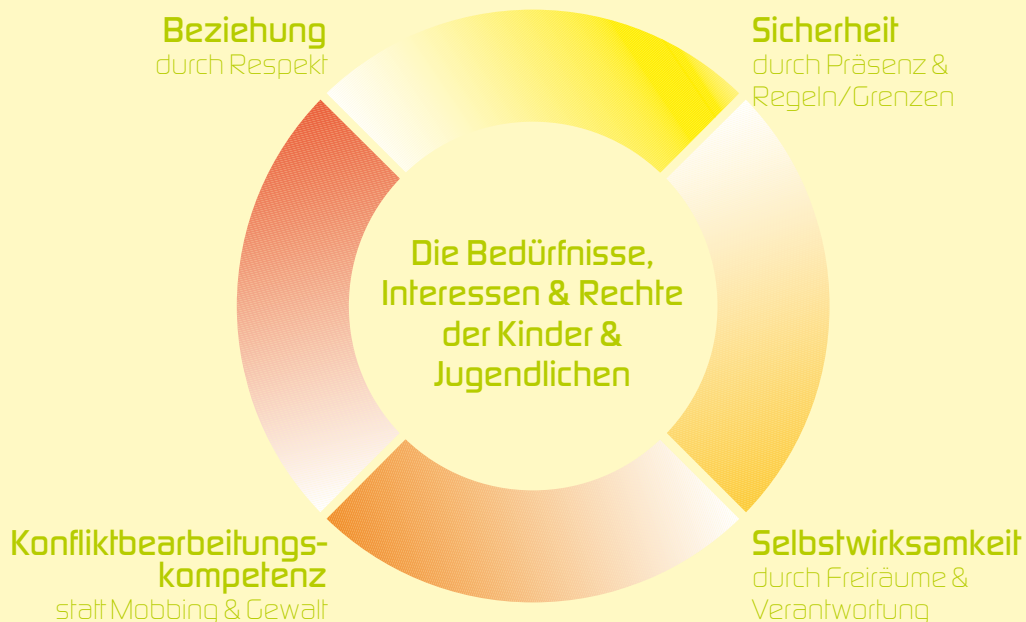 Beziehung
durch Respekt
Sicherheit
durch Präsenz &
Regeln/Grenzen
Die Bedürfnisse,
Interessen & Rechte
der Kinder &
Jugendlichen
Konfliktbearbeitungs-
kompetenz
statt Mobbing & Gewalt
Selbstwirksamkeit
durch Freiräume &
Verantwortung